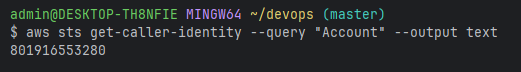 admin@DESKTOP-TH8NFIE MINGW64 ~/devops (master)
$ aws sts get-caller-identity --query "Account" --output text
801916553280